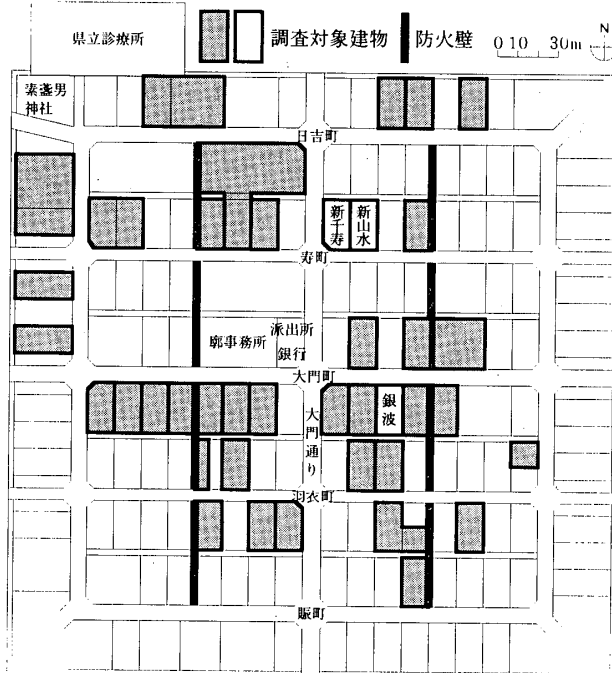 県立診療所
調査対象建物
防火壁
0 10 30m
N
素盞男
神社
日吉町
新千寿
新山水
寿町
派出所
廓事務所
銀行
大門町
銀波
大門通り
羽衣町
賑町